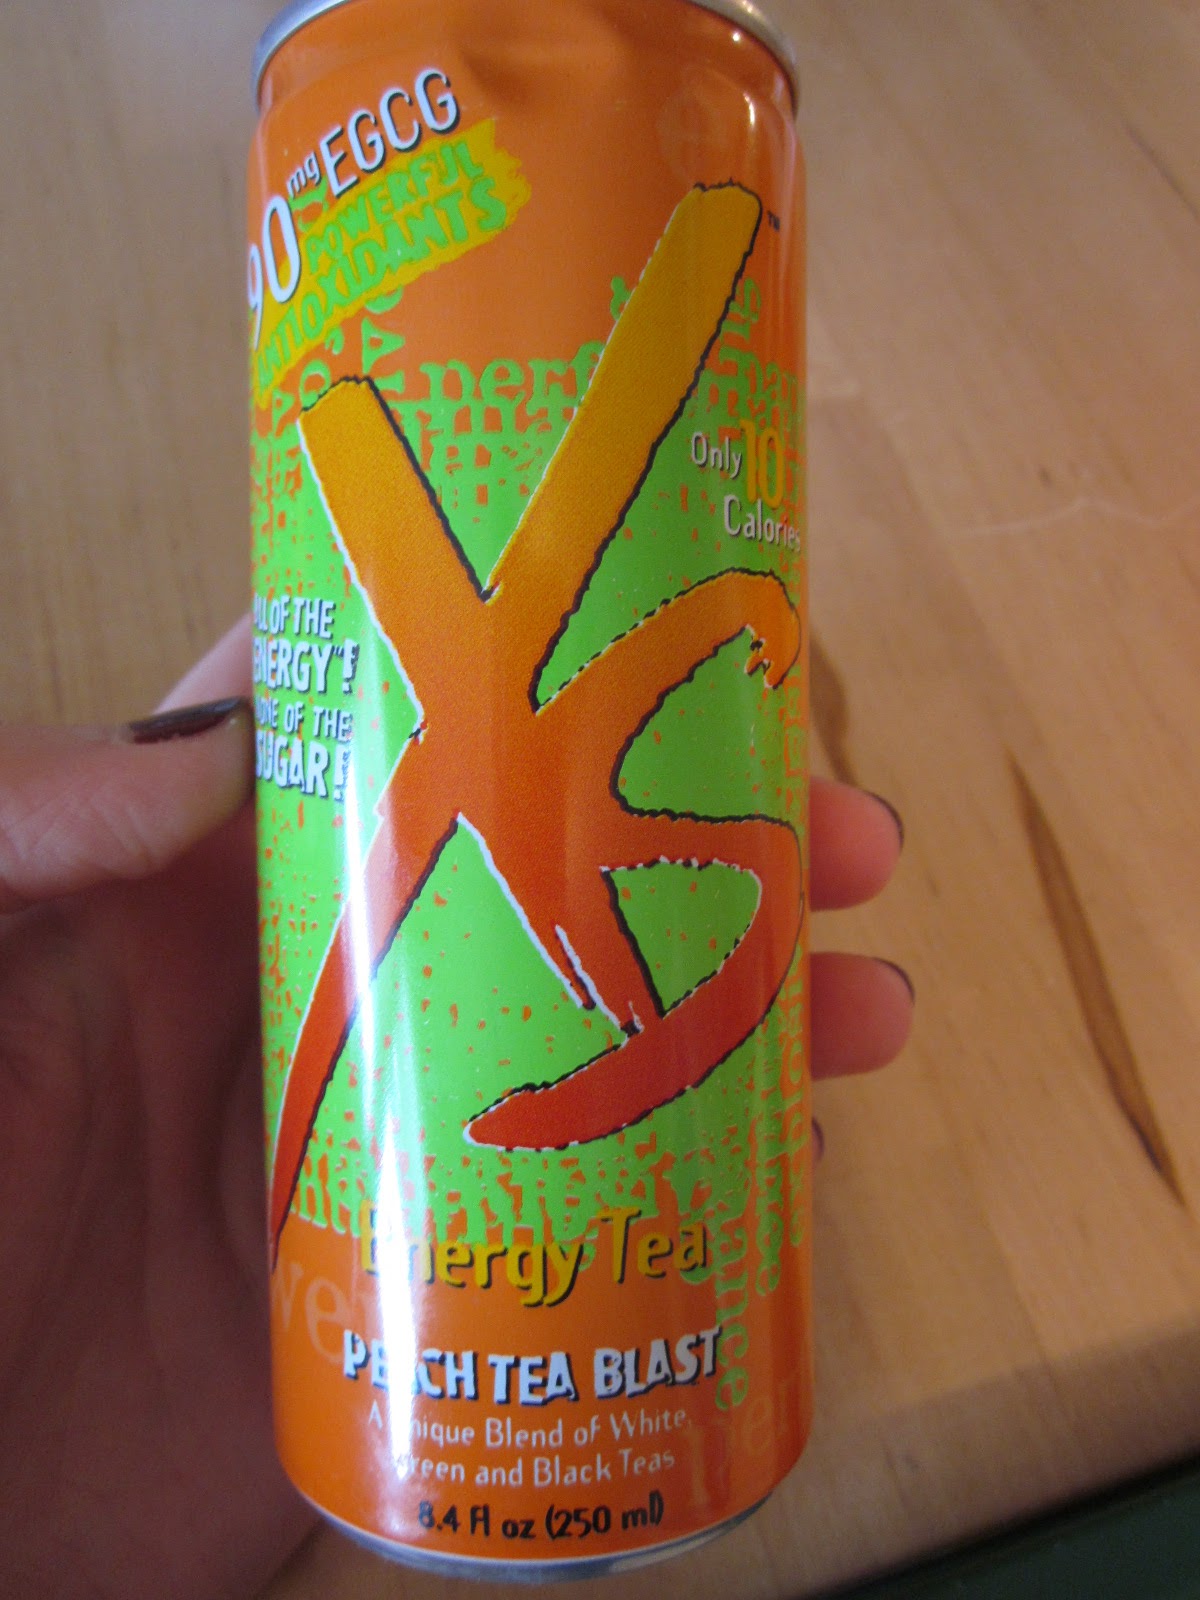 90 mg EGCG
POWERFUL
ANTIOXIDANTS
XS™
Only 10
Calories
ALL OF THE
ENERGY"!
NONE OF THE
SUGAR!
Energy Tea
PEACH TEA BLAST
A Unique Blend of White,
Green and Black Teas
8.4 Fl oz (250 ml)